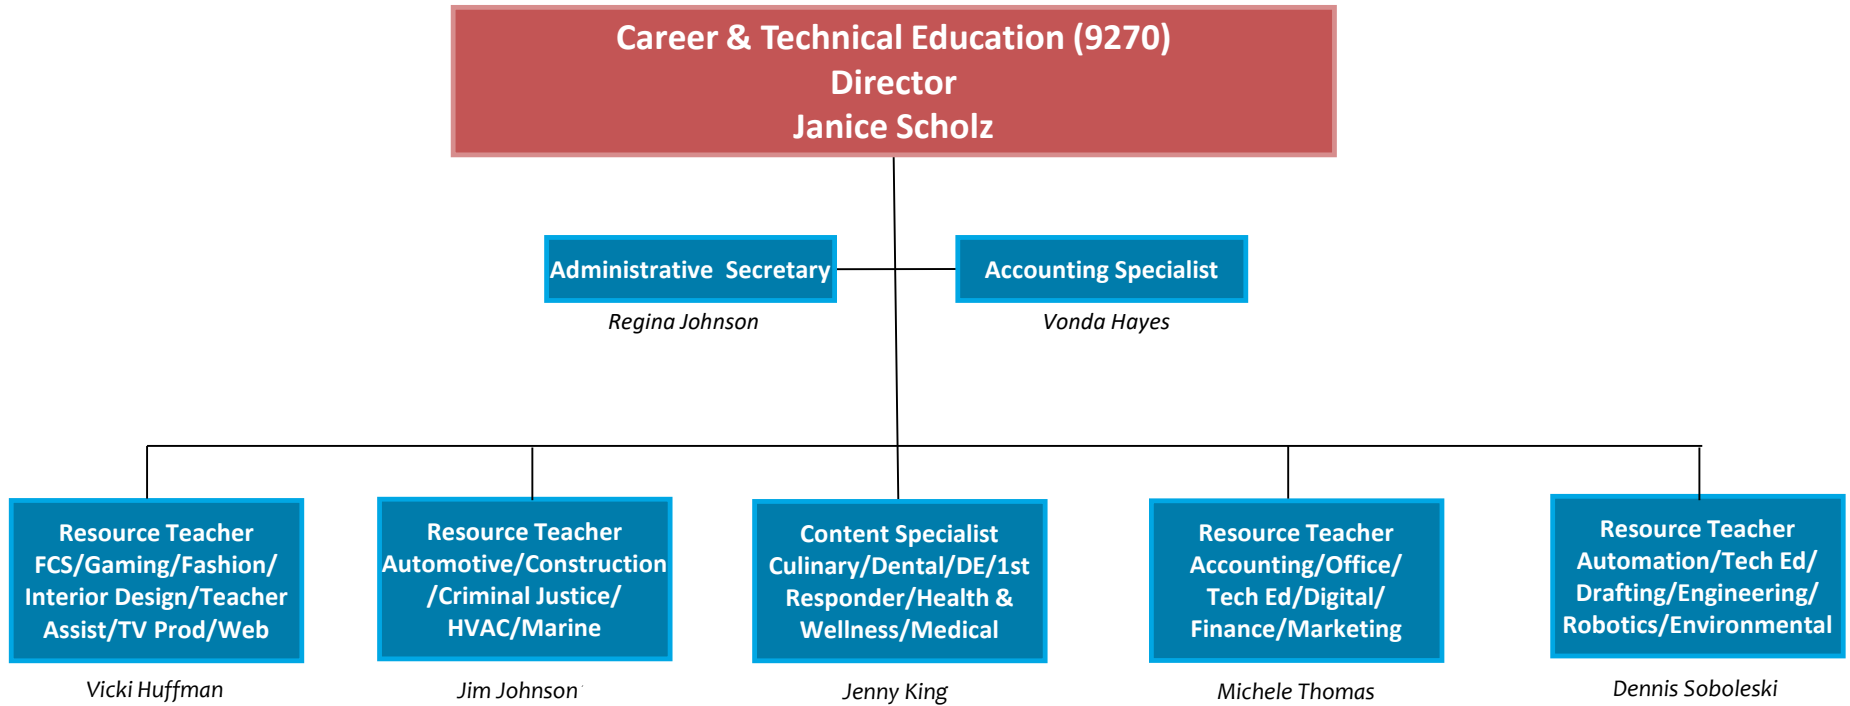 Career & Technical Education (9270)
Director
Janice Scholz
Administrative  Secretary
Regina Johnson
Accounting Specialist
Vonda Hayes
Resource Teacher
FCS/Gaming/Fashion/
Interior Design/Teacher
Assist/TV Prod/Web
Vicki Huffman
Resource Teacher
Automotive/Construction
/Criminal Justice/
HVAC/Marine
Jim Johnson
Content Specialist
Culinary/Dental/DE/1st
Responder/Health &
Wellness/Medical
Jenny King
Resource Teacher
Accounting/Office/
Tech Ed/Digital/
Finance/Marketing
Michele Thomas
Resource Teacher
Automation/Tech Ed/
Drafting/Engineering/
Robotics/Environmental
Dennis Soboleski